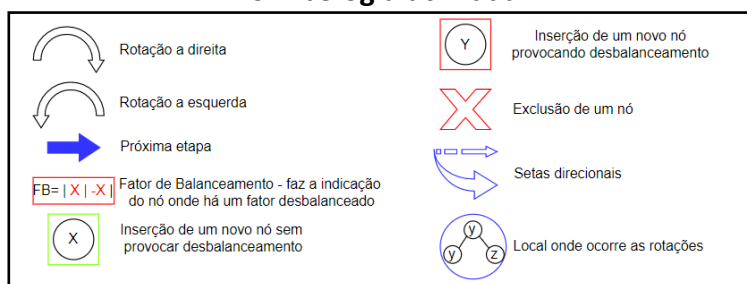 Rotação a direita
Rotação a esquerda
Próxima etapa
FB= | X | -X |
Fator de Balanceamento - faz a indicação
do nó onde há um fator desbalanceado
X
Inserção de um novo nó sem
provocar desbalanceamento
Y
Inserção de um novo nó
provocando desbalanceamento
Exclusão de um nó
Setas direcionais
y
y
z
Local onde ocorre as rotações